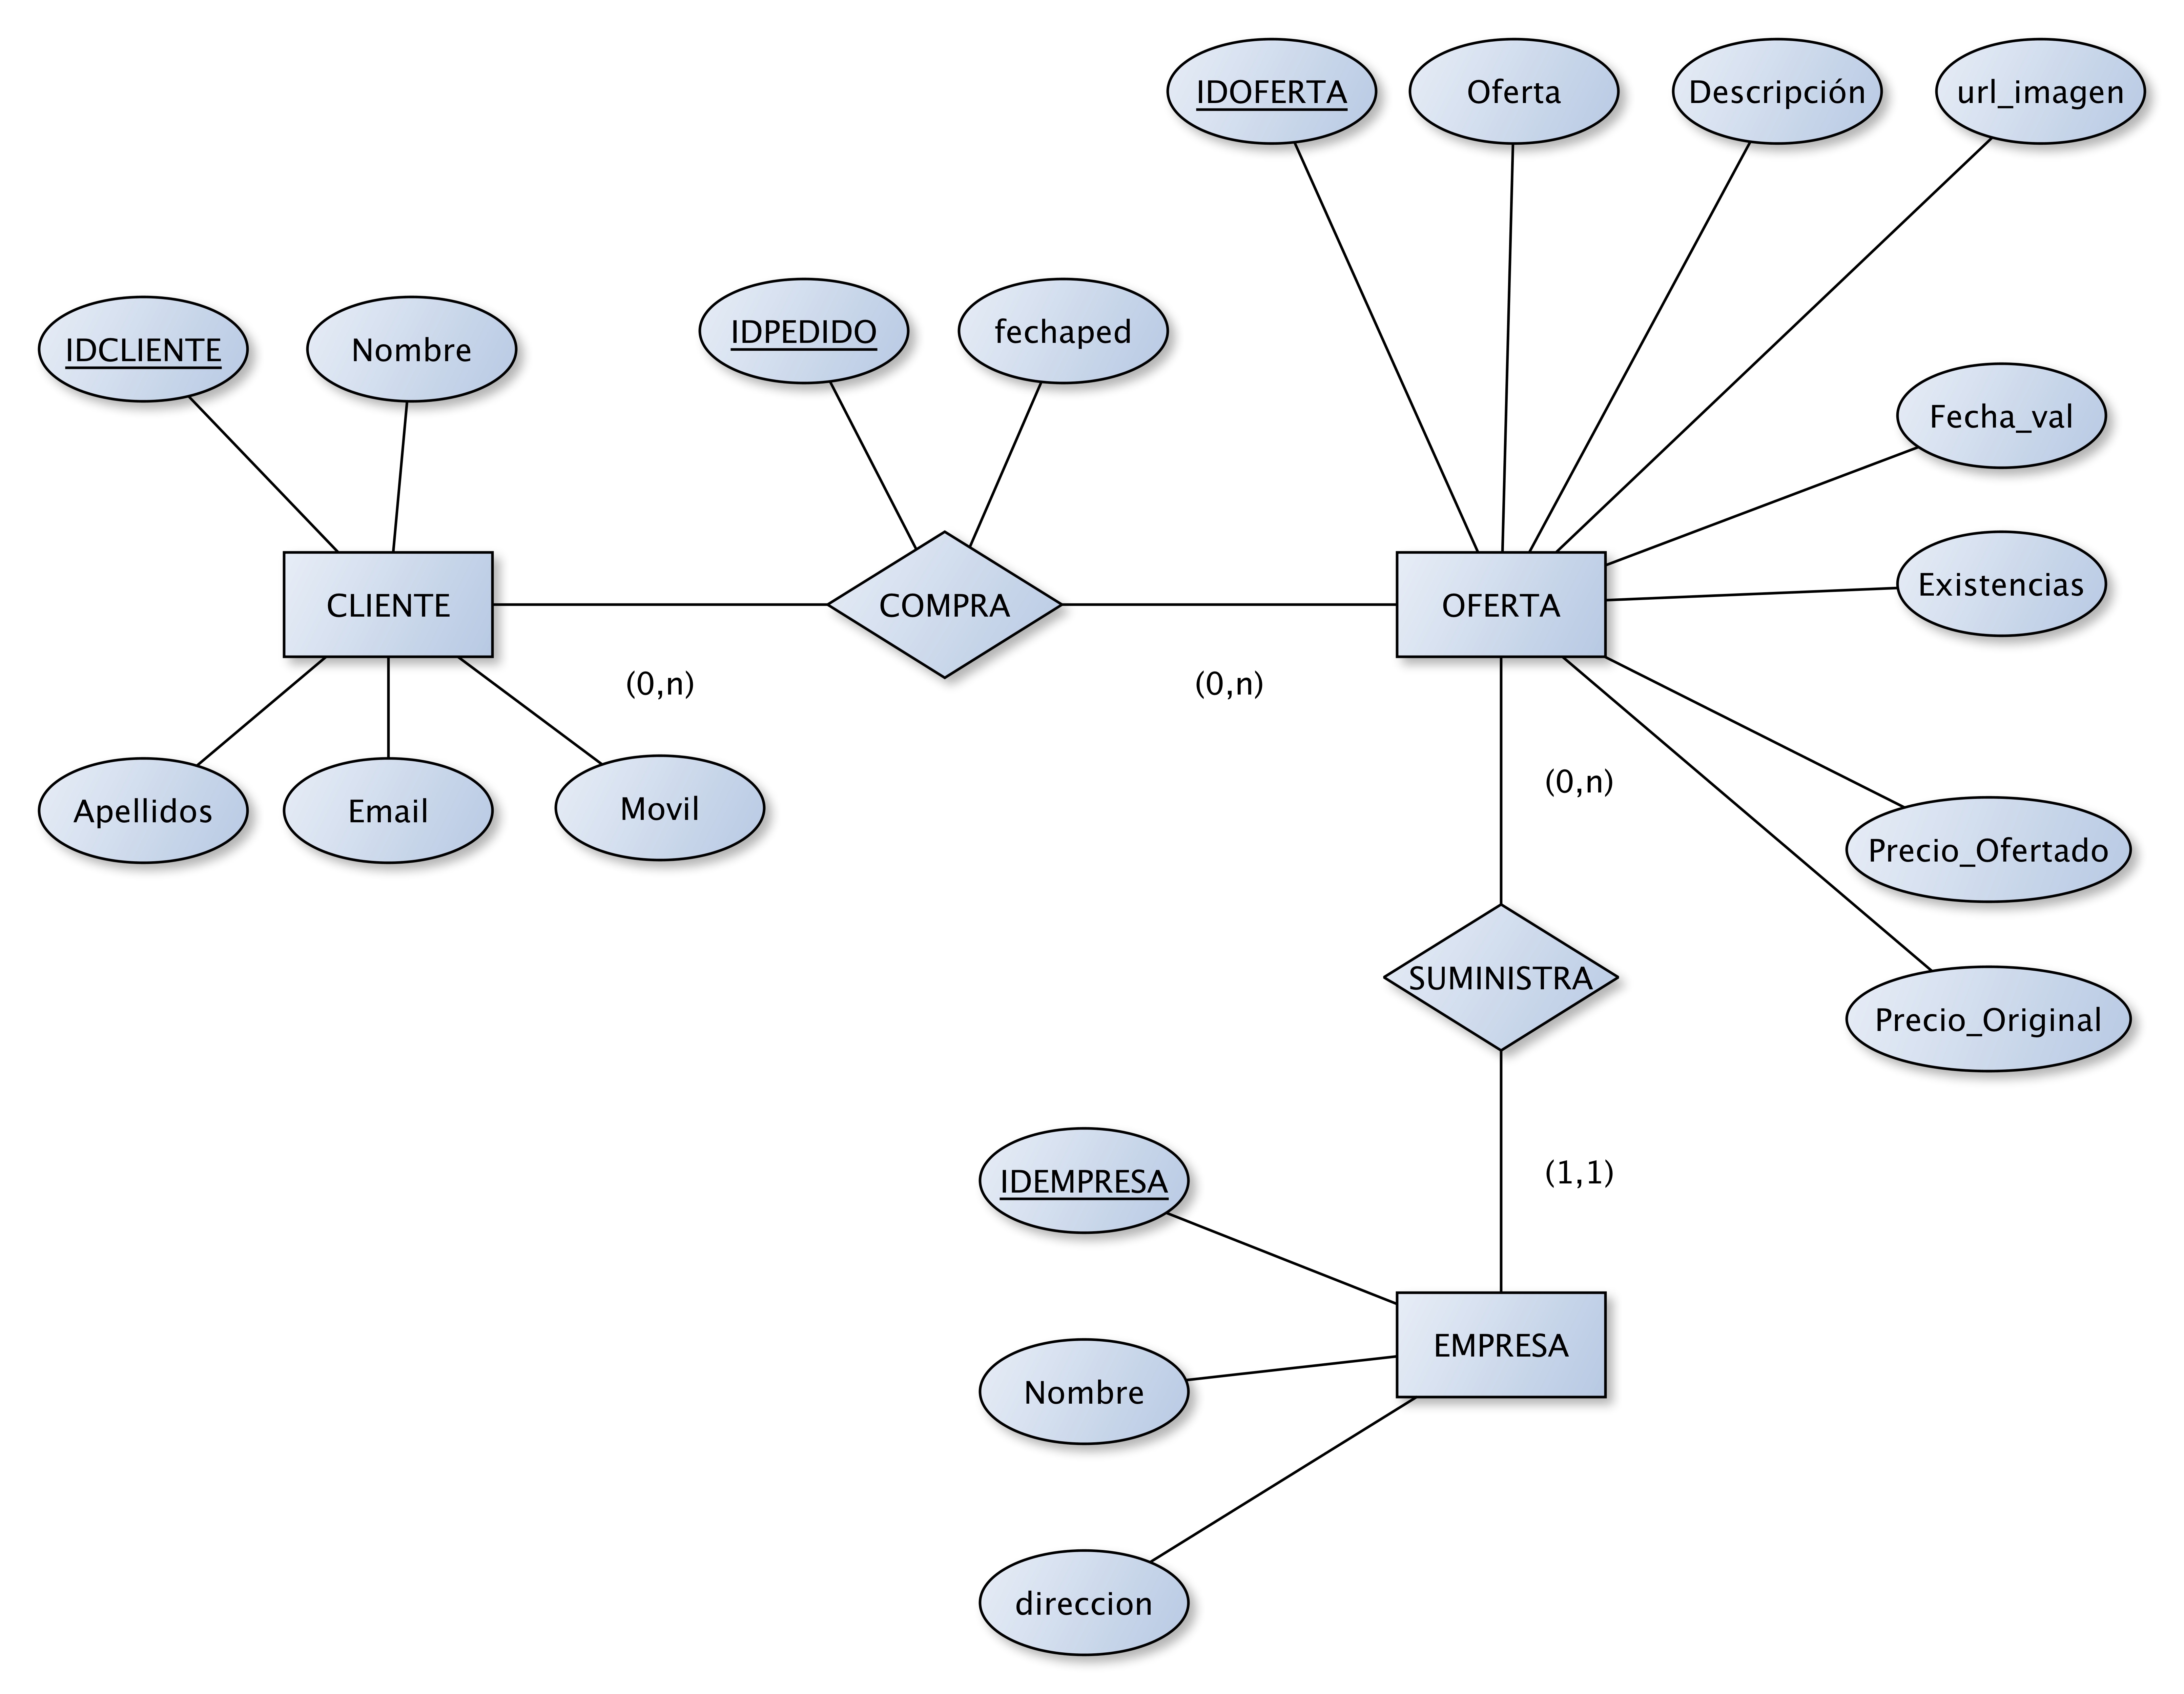 IDOFERTA
Oferta
Descripción
url_imagen
IDCLIENTE
Nombre
IDPEDIDO
fechaped
Fecha_val
Existencias
CLIENTE
COMPRA
OFERTA
(0,n)
(0,n)
(0,n)
Apellidos
Email
Movil
Precio_Ofertado
SUMINISTRA
Precio_Original
(1,1)
IDEMPRESA
EMPRESA
Nombre
direccion